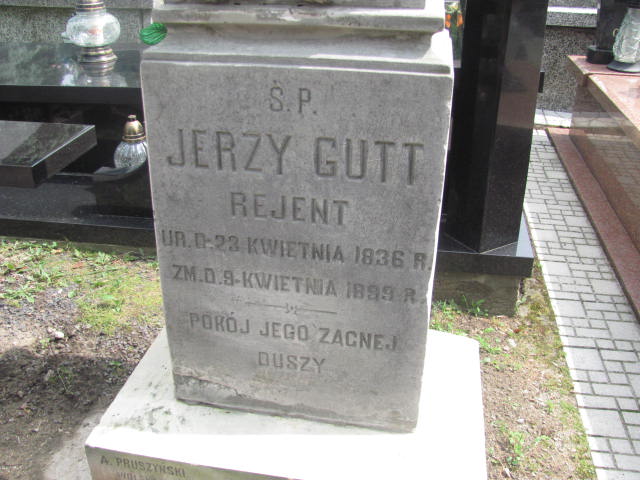 Ś.P.
JERZY GUTT
REJENT
UR. D. 23 KWIETNIA 1836 R.
ZM. D. 9 KWIETNIA 1899 R.
POKÓJ JEGO ZACNEJ
DUSZY
A. PRUSZYŃSKI